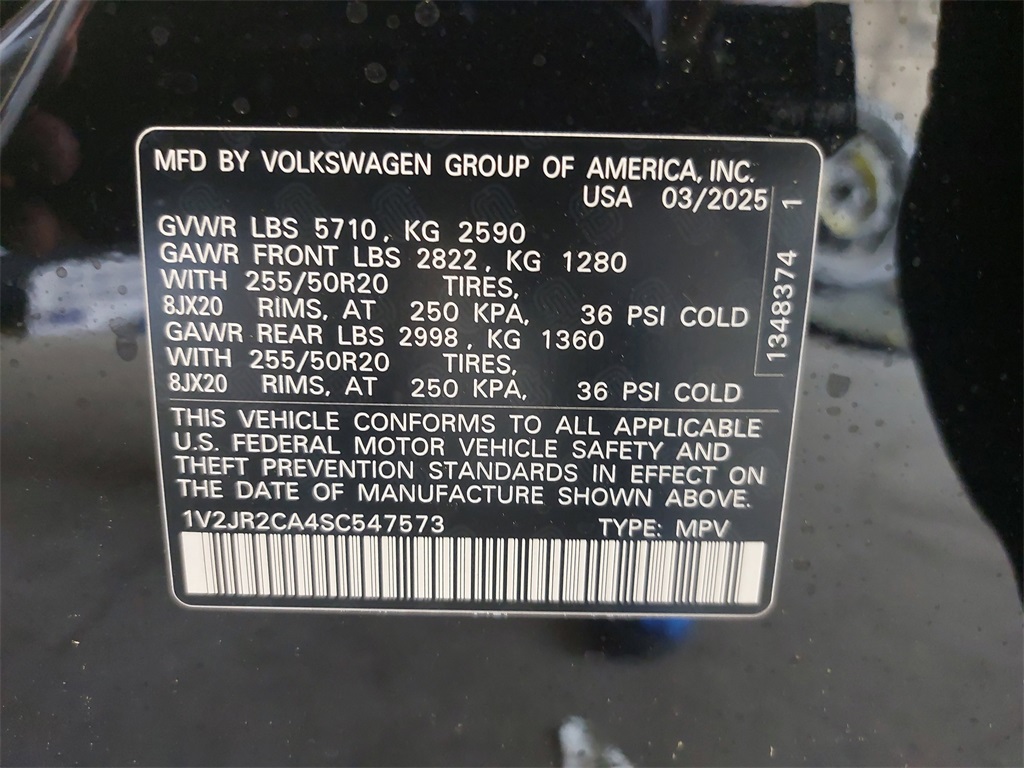 MFD BY VOLKSWAGEN GROUP OF AMERICA, INC.
USA 03/2025
GVWR LBS 5710, KG 2590
GAWR FRONT LBS 2822, KG 1280
WITH 255/50R20 TIRES,
8JX20 RIMS, AT 250 KPA, 36 PSI COLD
GAWR REAR LBS 2998, KG 1360
WITH 255/50R20 TIRES,
8JX20 RIMS, AT 250 KPA, 36 PSI COLD
THIS VEHICLE CONFORMS TO ALL APPLICABLE
U.S. FEDERAL MOTOR VEHICLE SAFETY AND
THEFT PREVENTION STANDARDS IN EFFECT ON
THE DATE OF MANUFACTURE SHOWN ABOVE.
1V2JR2CA4SC547573 TYPE: MPV
1348374 1